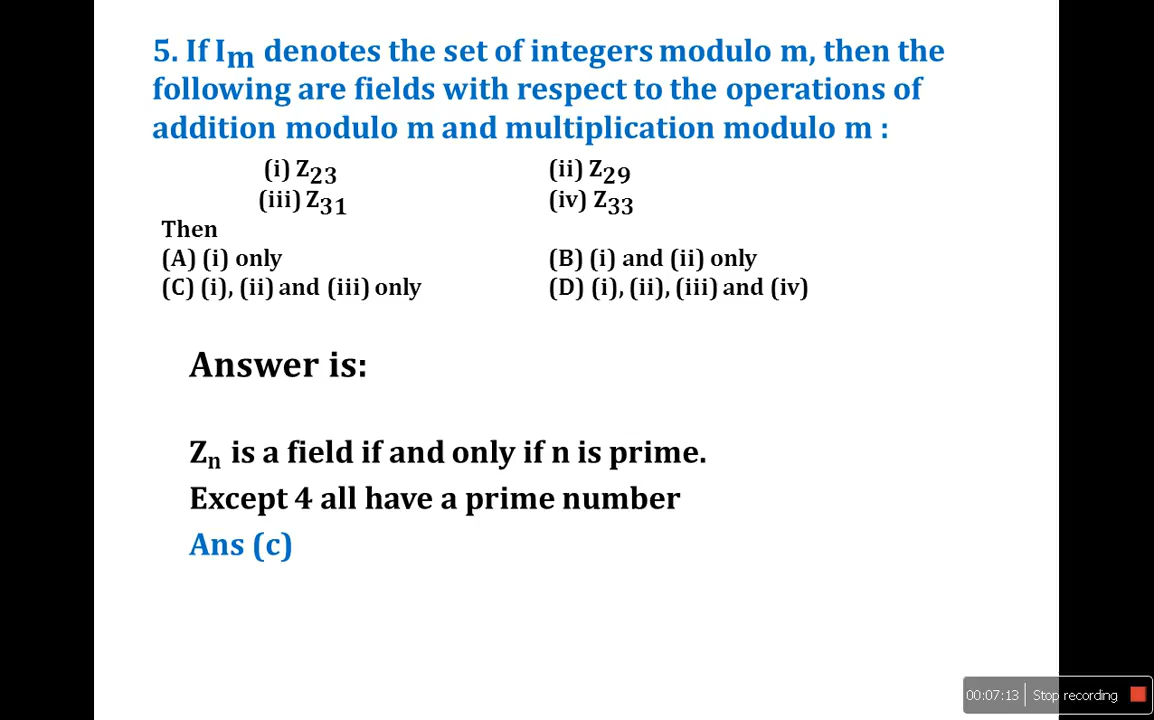 5. If Im denotes the set of integers modulo m, then the
following are fields with respect to the operations of
addition modulo m and multiplication modulo m :
(i) Z23 (ii) Z29
(iii) Z31 (iv) Z33
Then
(A) (i) only (B) (i) and (ii) only
(C) (i), (ii) and (iii) only (D) (i), (ii), (iii) and (iv)
Answer is:
Zn is a field if and only if n is prime.
Except 4 all have a prime number
Ans (c)
00:07:13 Stop recording